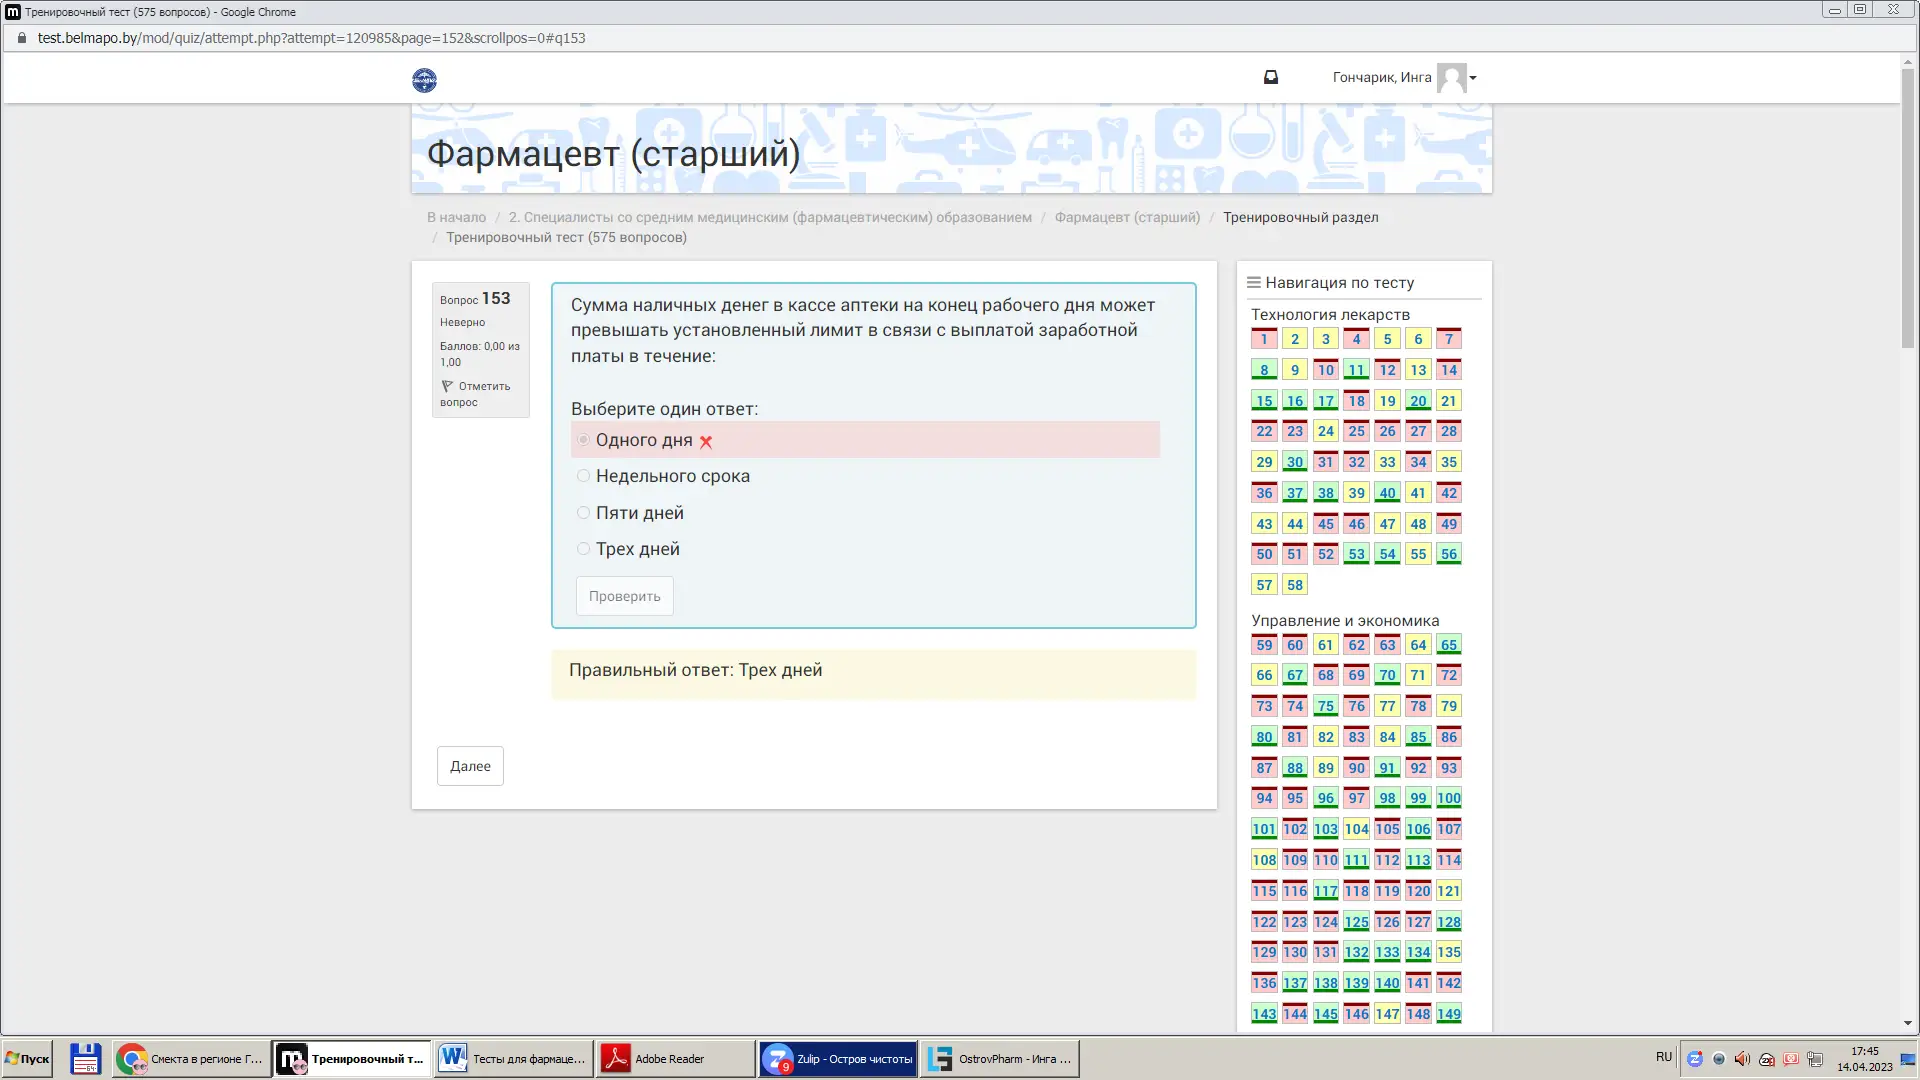 Тренировочный тест (575 вопросов) - Google Chrome
test.belmapo.by/mod/quiz/attempt.php?attempt=120985&page=152&scrollpos=0#q153
Гончарик, Инга
Фармацевт (старший)
В начало / 2. Специалисты со средним медицинским (фармацевтическим) образованием / Фармацевт (старший) / Тренировочный раздел
/ Тренировочный тест (575 вопросов)
Вопрос 153
Неверно
Баллов: 0,00 из
1,00
Отметить
вопрос
Сумма наличных денег в кассе аптеки на конец рабочего дня может
превышать установленный лимит в связи с выплатой заработной
платы в течение:
Выберите один ответ:
Одного дня
Недельного срока
Пяти дней
Трех дней
Проверить
Правильный ответ: Трех дней
Далее
Навигация по тесту
Технология лекарств
1 2 3 4 5 6 7
8 9 10 11 12 13 14
15 16 17 18 19 20 21
22 23 24 25 26 27 28
29 30 31 32 33 34 35
36 37 38 39 40 41 42
43 44 45 46 47 48 49
50 51 52 53 54 55 56
57 58
Управление и экономика
59 60 61 62 63 64 65
66 67 68 69 70 71 72
73 74 75 76 77 78 79
80 81 82 83 84 85 86
87 88 89 90 91 92 93
94 95 96 97 98 99 100
101 102 103 104 105 106 107
108 109 110 111 112 113 114
115 116 117 118 119 120 121
122 123 124 125 126 127 128
129 130 131 132 133 134 135
136 137 138 139 140 141 142
143 144 145 146 147 148 149
Пуск
Смекта в регионе Г...
Тренировочный т...
Тесты для фармаце...
Adobe Reader
9
Zulip - Остров чистоты
OstrovPharm - Инга ...
RU
17:45
14.04.2023